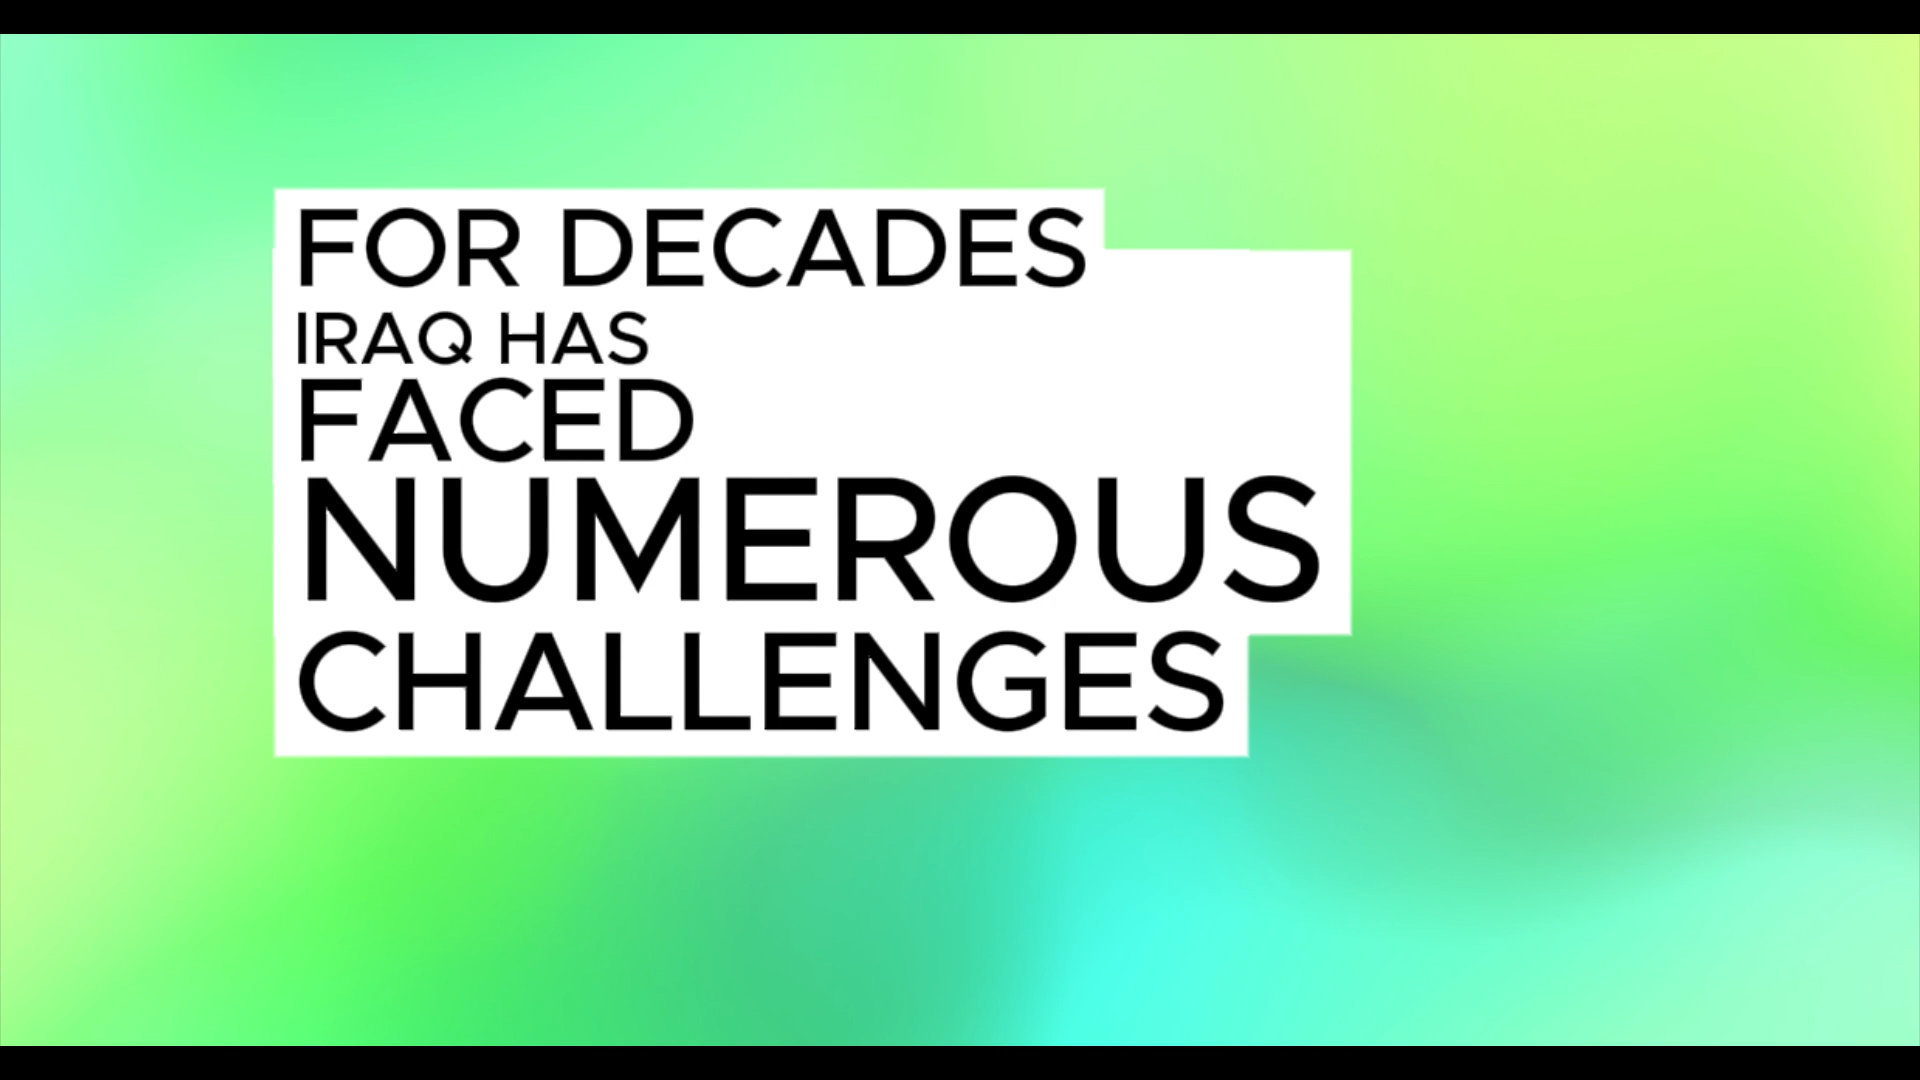 FOR DECADES
IRAQ HAS
FACED
NUMEROUS
CHALLENGES